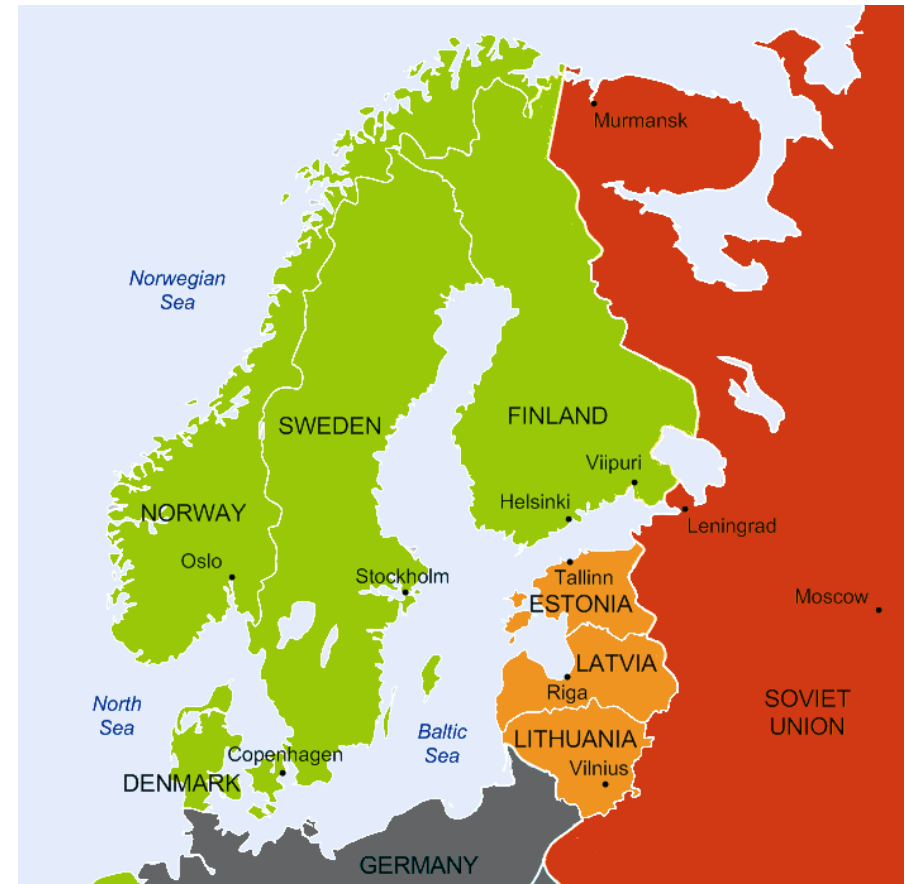 Murmansk
Norwegian
Sea
SWEDEN
FINLAND
Viipuri
Helsinki
NORWAY
Leningrad
Oslo
Stockholm
Tallinn
ESTONIA
Moscow
LATVIA
Riga
North
Sea
Baltic
Sea
SOVIET
UNION
LITHUANIA
Copenhagen
Vilnius
DENMARK
GERMANY